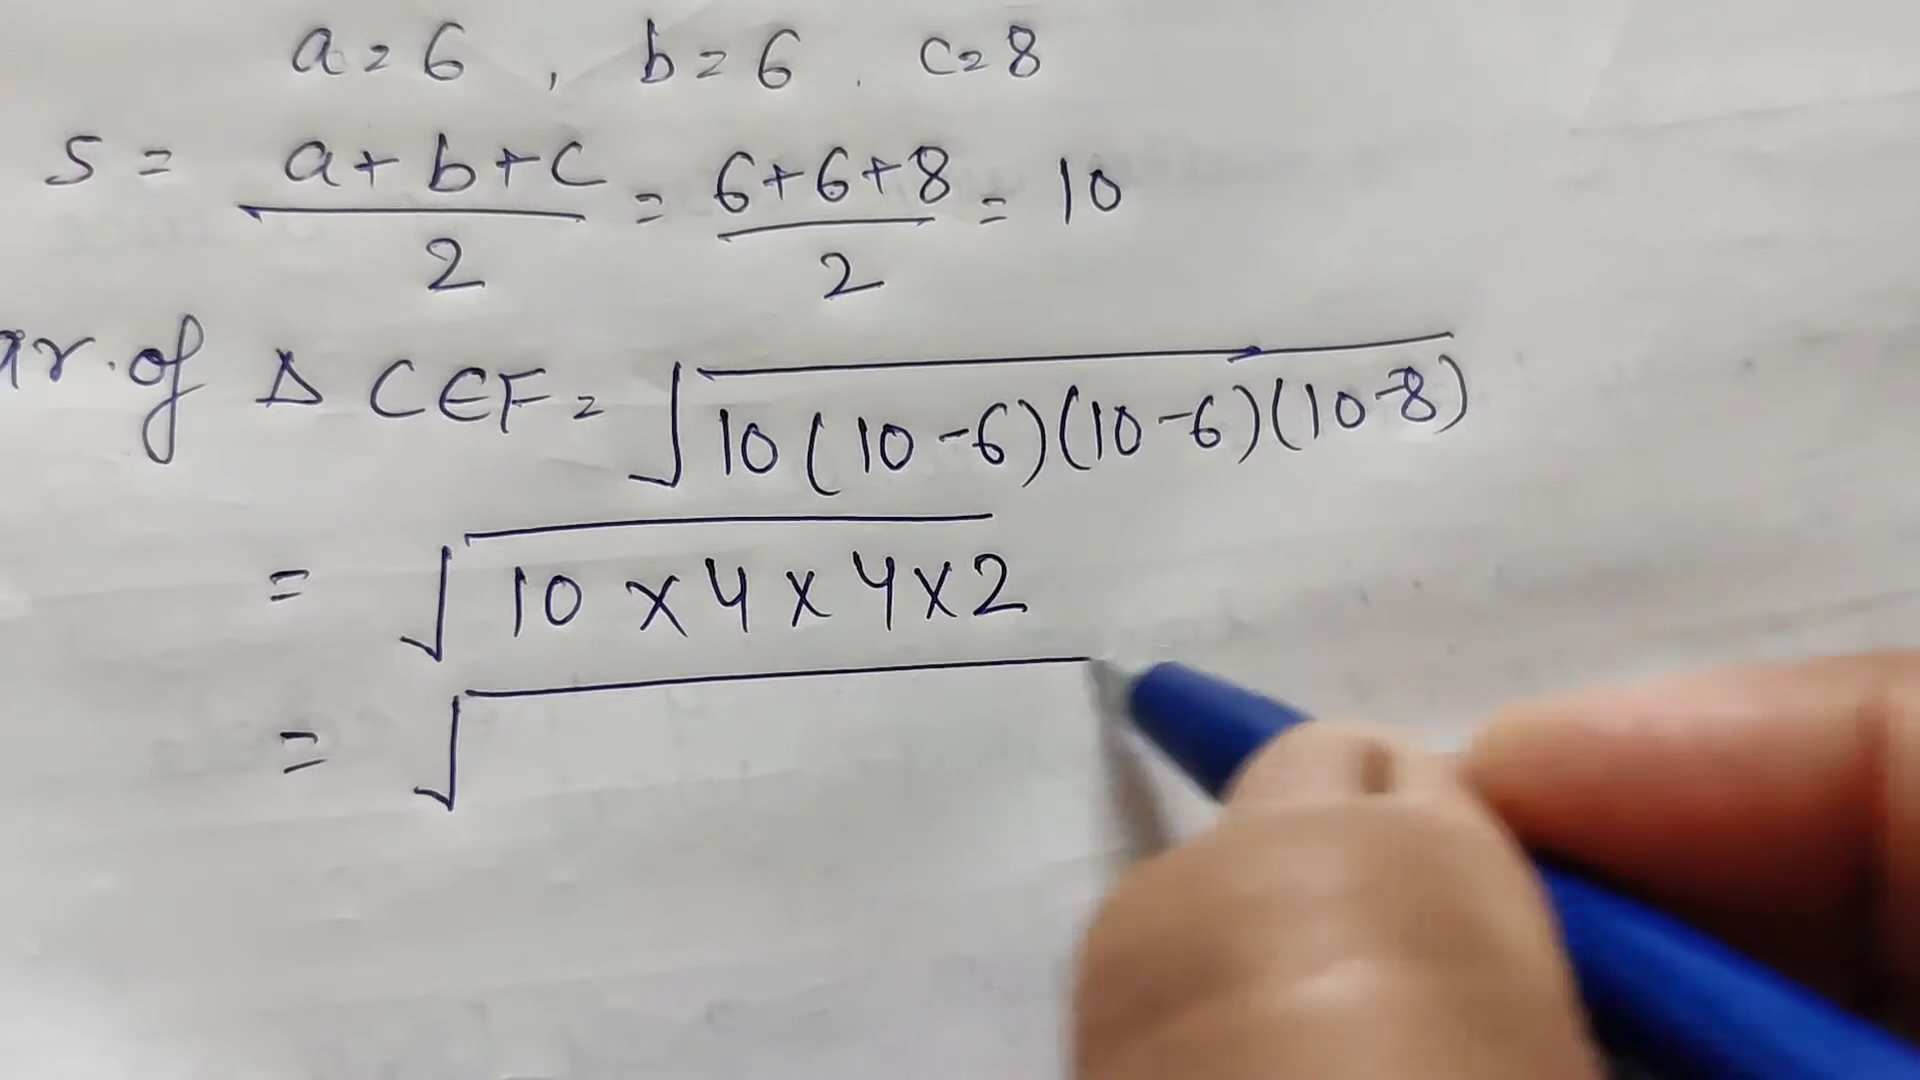 a = 6 , b = 6 . c = 8
S = a + b + c / 2 = 6 + 6 + 8 / 2 = 10
ar. of Δ CEF = √10 ( 10 - 6 ) ( 10 - 6 ) ( 10 - 8 )
= √10 × 4 × 4 × 2
= √